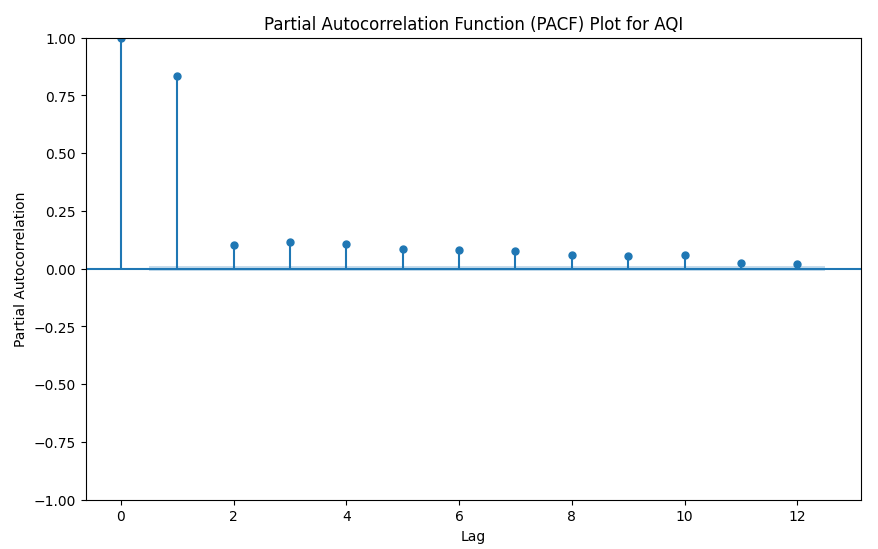 Partial Autocorrelation Function (PACF) Plot for AQI
1.00
0.75
0.50
0.25
0.00
−0.25
−0.50
−0.75
−1.00
Partial Autocorrelation
0 2 4 6 8 10 12
Lag